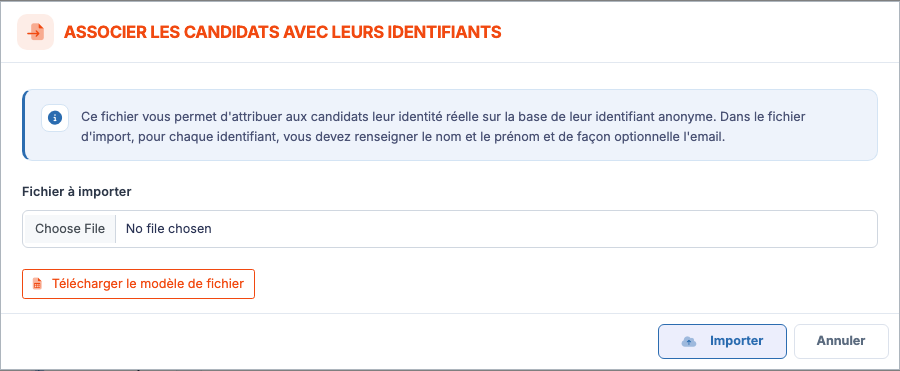 ASSOCIER LES CANDIDATS AVEC LEURS IDENTIFIANTS
Ce fichier vous permet d'attribuer aux candidats leur identité réelle sur la base de leur identifiant anonyme. Dans le fichier
d'import, pour chaque identifiant, vous devez renseigner le nom et le prénom et de façon optionnelle l'email.
Fichier à importer
Choose File No file chosen
Télécharger le modèle de fichier
Importer Annuler